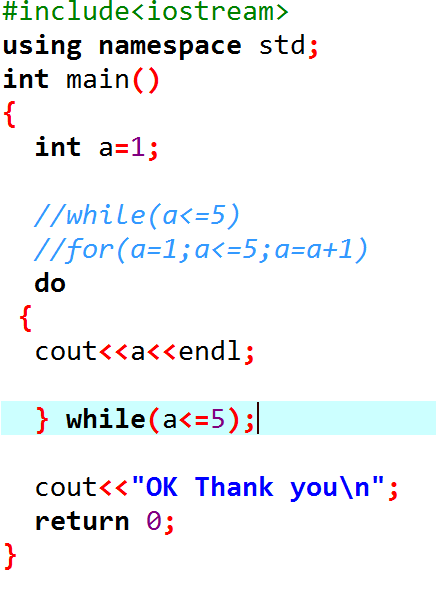 #include<iostream>
using namespace std;
int main()
{
int a=1;
//while(a<=5)
//for(a=1;a<=5;a=a+1)
do
{
cout<<a<<endl;
} while(a<=5);
cout<<"OK Thank you\n";
return 0;
}